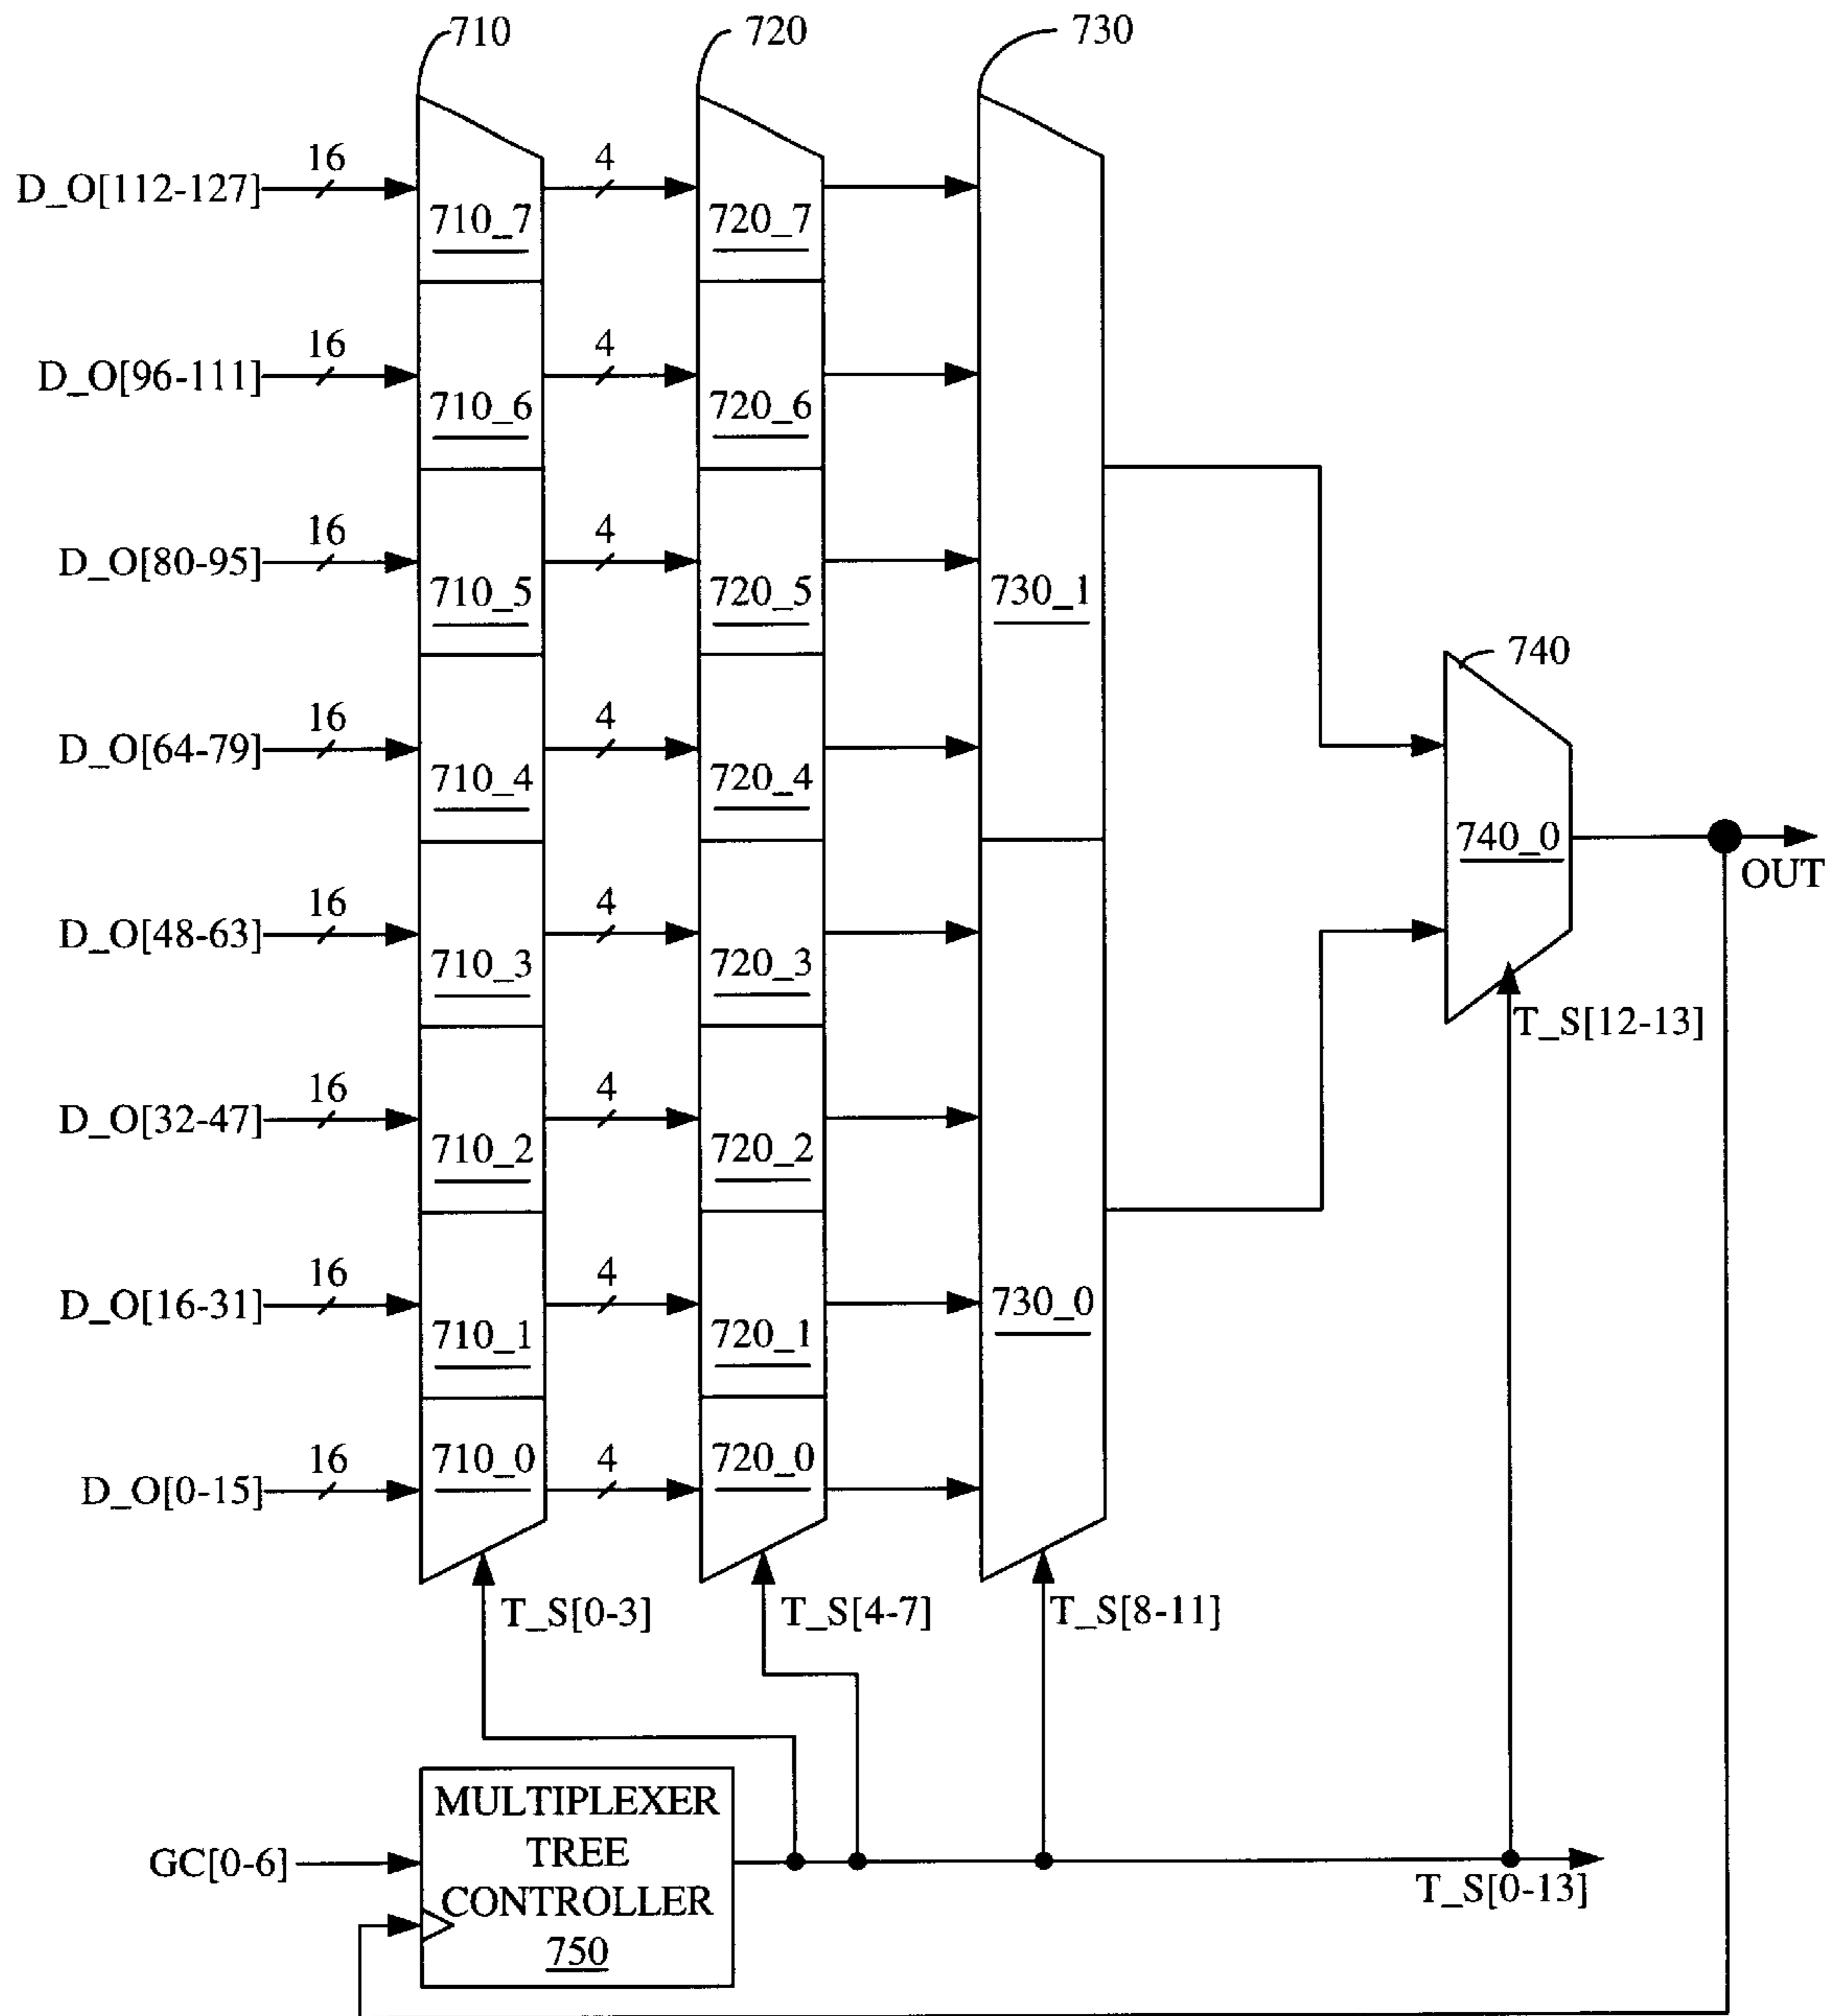 710
720
730
D_O[112-127]
16
710_7
4
720_7
D_O[96-111]
16
710_6
4
720_6
D_O[80-95]
16
710_5
4
720_5
730_1
D_O[64-79]
16
710_4
4
720_4
740
740_0
OUT
D_O[48-63]
16
710_3
4
720_3
T_S[12-13]
D_O[32-47]
16
710_2
4
720_2
D_O[16-31]
16
710_1
4
720_1
730_0
D_O[0-15]
16
710_0
4
720_0
T_S[0-3]
T_S[4-7]
T_S[8-11]
GC[0-6]
MULTIPLEXER
TREE
CONTROLLER
750
T_S[0-13]